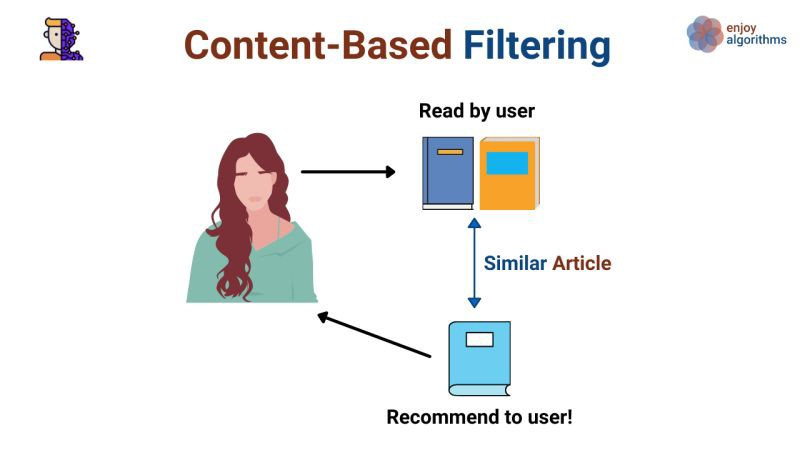 Content-Based Filtering
enjoy
algorithms
Read by user
Similar Article
Recommend to user!